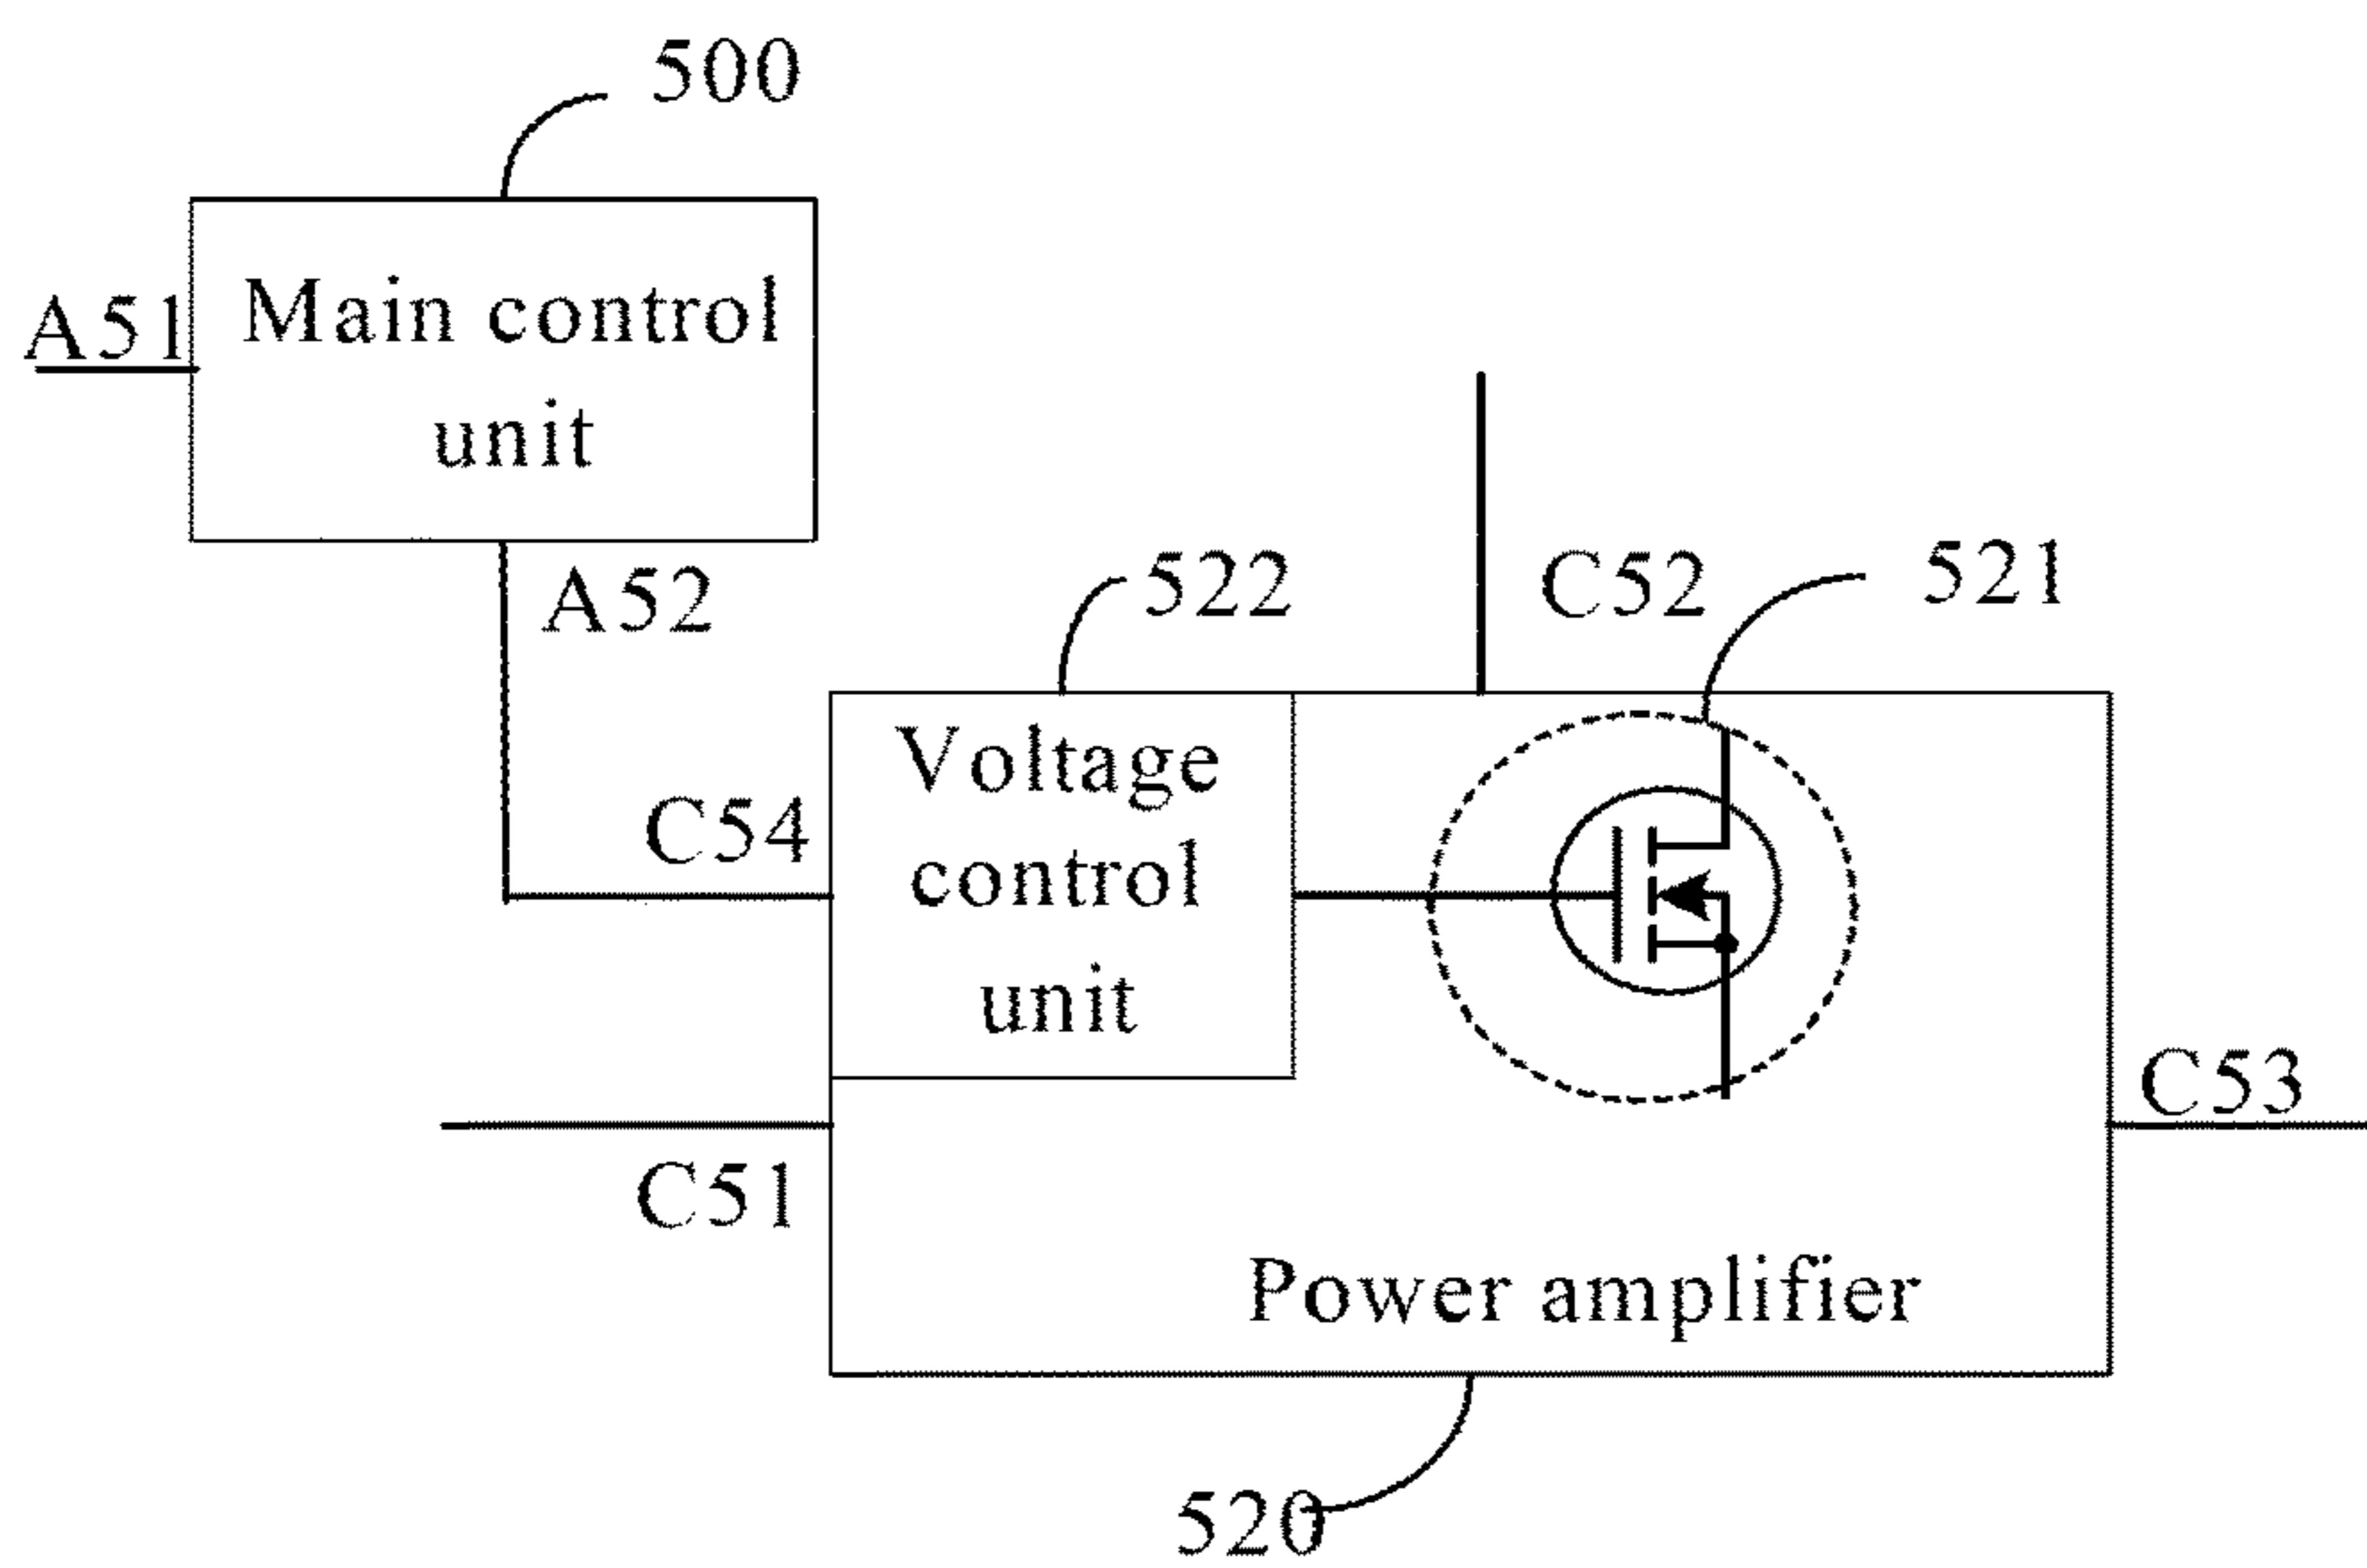 500
A51
Main control
unit
A52
522
C52
521
Voltage
control
unit
C54
C51
C53
Power amplifier
520